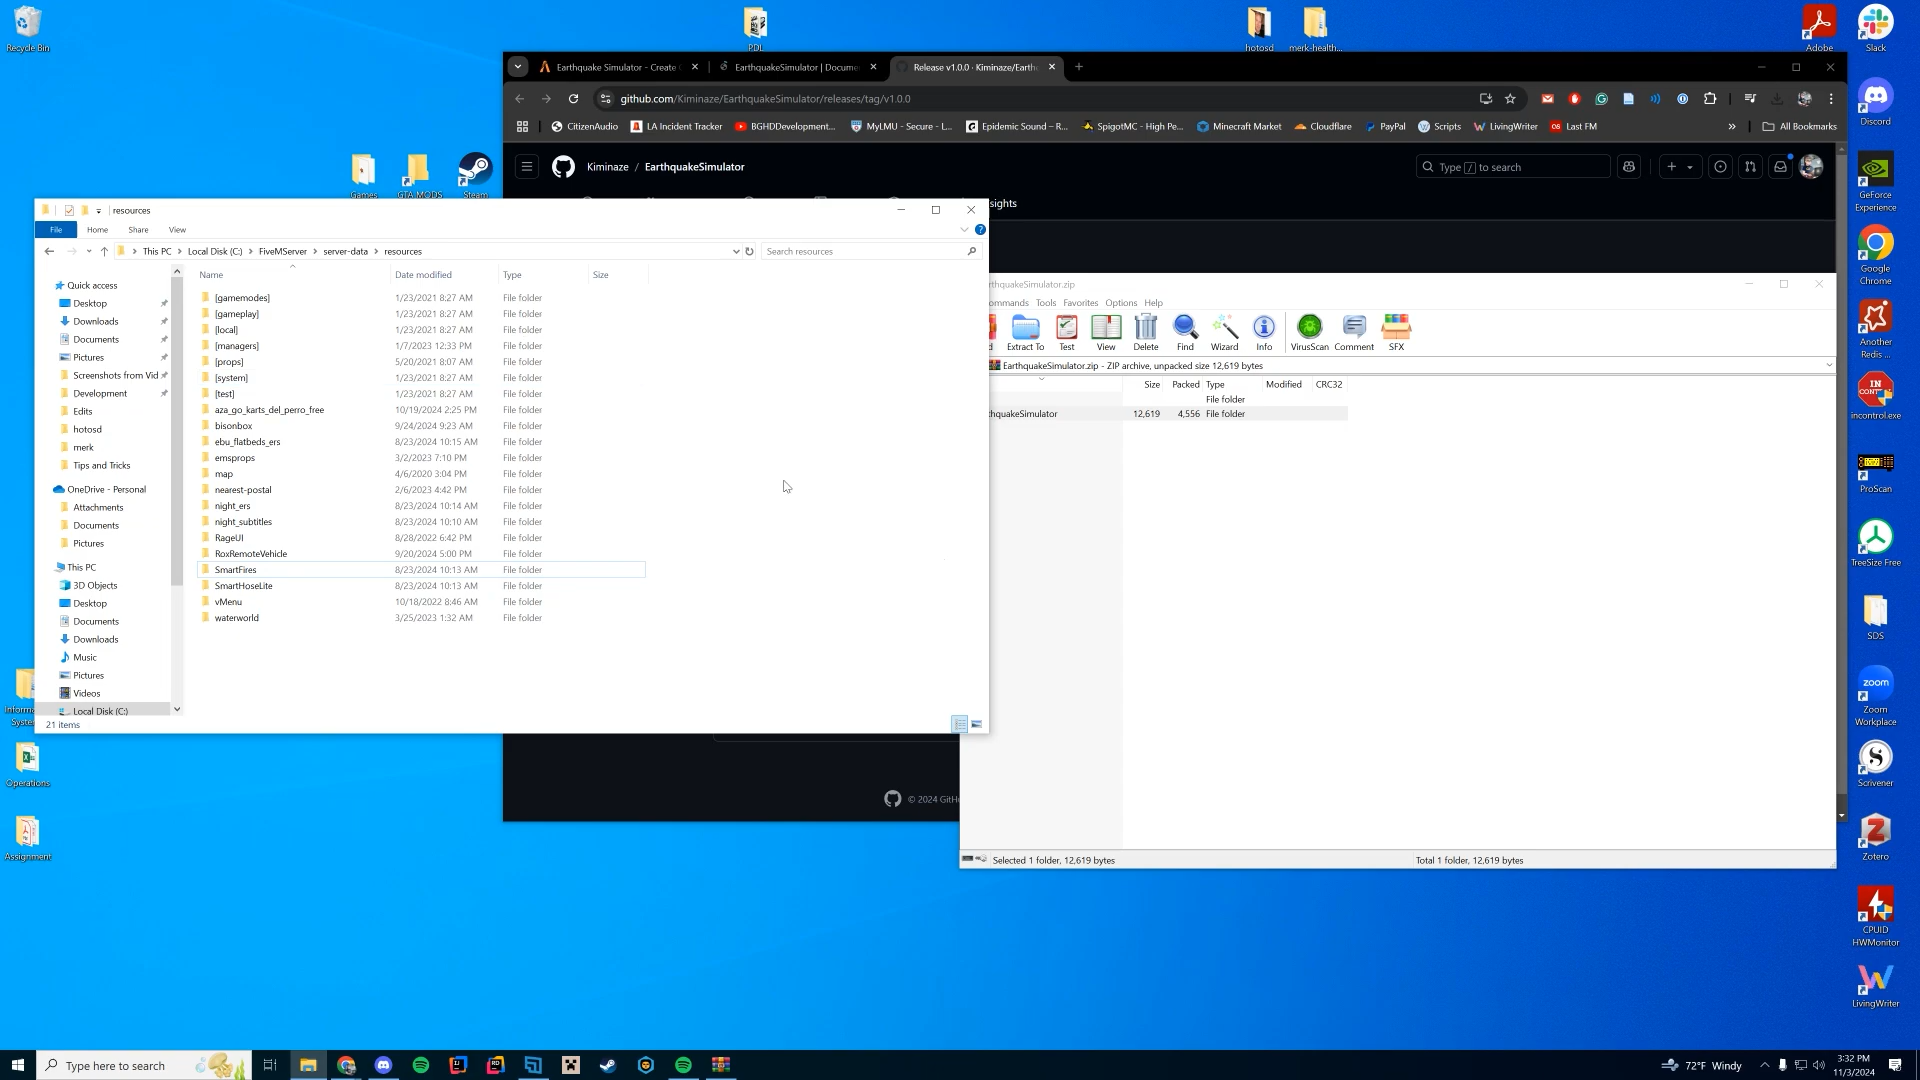 Recycle Bin
PDL
hotosd
merk-health...
Adobe
Slack
Earthquake Simulator - Create
EarthquakeSimulator | Docume
Release v1.0.0 · Kiminaze/Earth
github.com/Kiminaze/EarthquakeSimulator/releases/tag/v1.0.0
CitizenAudio
LA Incident Tracker
BGHDDevelopment...
MyLMU - Secure - L...
Epidemic Sound – R...
SpigotMC - High Pe...
Minecraft Market
Cloudflare
PayPal
Scripts
LivingWriter
Last FM
»
All Bookmarks
Discord
Kiminaze / EarthquakeSimulator
Type / to search
Games
GTA MODS
Steam
sights
GeForce
Experience
resources
File
Home
Share
View
This PC > Local Disk (C:) > FiveMServer > server-data > resources
Search resources
Name
Date modified
Type
Size
Quick access
Desktop
Downloads
Documents
Pictures
Screenshots from Vid
Development
Edits
hotosd
merk
Tips and Tricks
OneDrive - Personal
Attachments
Documents
Pictures
This PC
3D Objects
Desktop
Documents
Downloads
Music
Pictures
Videos
Local Disk (C:)
[gamemodes] 1/23/2021 8:27 AM File folder
[gameplay] 1/23/2021 8:27 AM File folder
[local] 1/23/2021 8:27 AM File folder
[managers] 1/7/2023 12:33 PM File folder
[props] 5/20/2021 8:07 AM File folder
[system] 1/23/2021 8:27 AM File folder
[test] 1/23/2021 8:27 AM File folder
aza_go_karts_del_perro_free 10/19/2024 2:25 PM File folder
bisonbox 9/24/2024 9:23 AM File folder
ebu_flatbeds_ers 8/23/2024 10:15 AM File folder
emsprops 3/2/2023 7:10 PM File folder
map 4/6/2020 3:04 PM File folder
nearest-postal 2/6/2023 4:42 PM File folder
night_ers 8/23/2024 10:14 AM File folder
night_subtitles 8/23/2024 10:10 AM File folder
RageUI 8/28/2022 6:42 PM File folder
RoxRemoteVehicle 9/20/2024 5:00 PM File folder
SmartFires 8/23/2024 10:13 AM File folder
SmartHoseLite 8/23/2024 10:13 AM File folder
vMenu 10/18/2022 8:46 AM File folder
waterworld 3/25/2023 1:32 AM File folder
21 items
rthquakeSimulator.zip
ommands
Tools
Favorites
Options
Help
Extract To
Test
View
Delete
Find
Wizard
Info
VirusScan
Comment
SFX
EarthquakeSimulator.zip - ZIP archive, unpacked size 12,619 bytes
Size
Packed
Type
Modified
CRC32
File folder
thquakeSimulator 12,619 4,556 File folder
Selected 1 folder, 12,619 bytes
Total 1 folder, 12,619 bytes
© 2024 GitH
Operations
Assignment
Google
Chrome
Another
Redis ...
IN
CONTROL
incontrol.exe
ProScan
TreeSize Free
SDS
zoom
Zoom
Workplace
Scrivener
Zotero
CPUID
HWMonitor
LivingWriter
Type here to search
72°F Windy
3:32 PM
11/3/2024